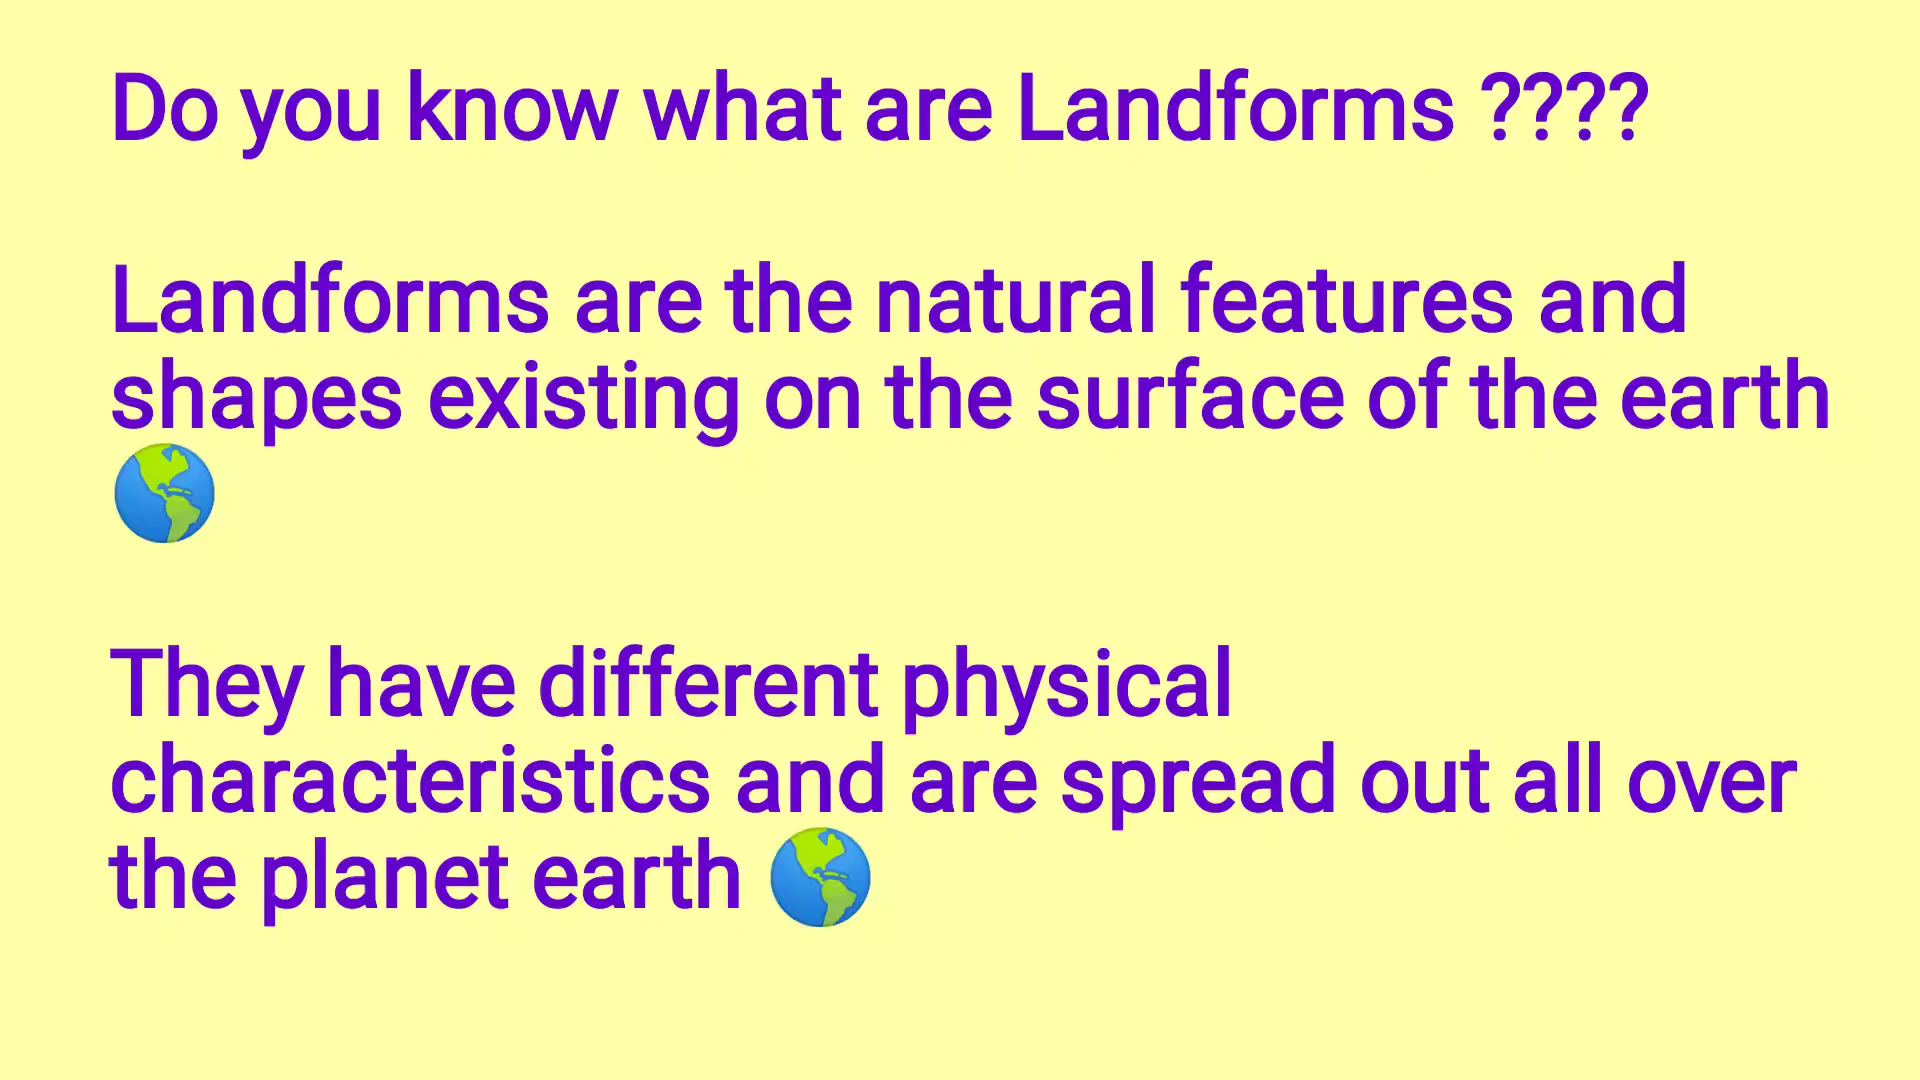 Do you know what are Landforms ????
Landforms are the natural features and
shapes existing on the surface of the earth
🌎
They have different physical
characteristics and are spread out all over
the planet earth 🌎